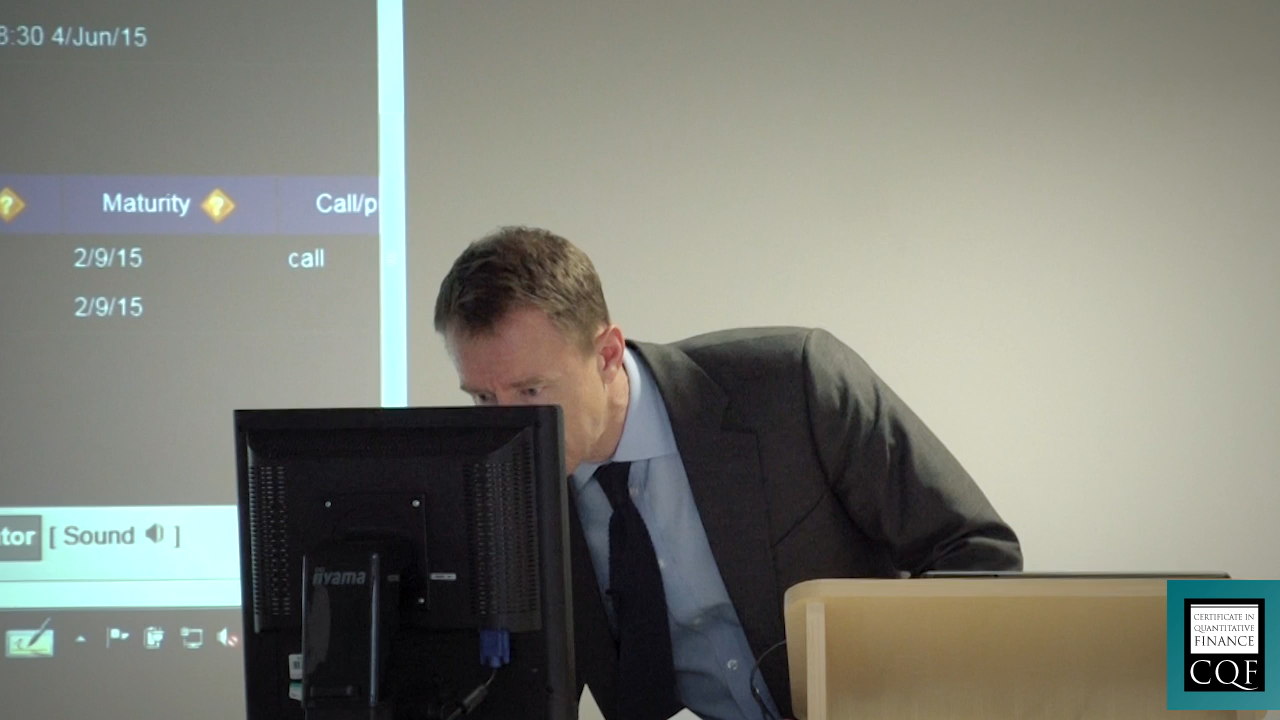 8:30 4/Jun/15
Maturity Call/p
2/9/15 call
2/9/15
tor [ Sound ]
iiyama
CERTIFICATE IN
QUANTITATIVE
FINANCE
CQF